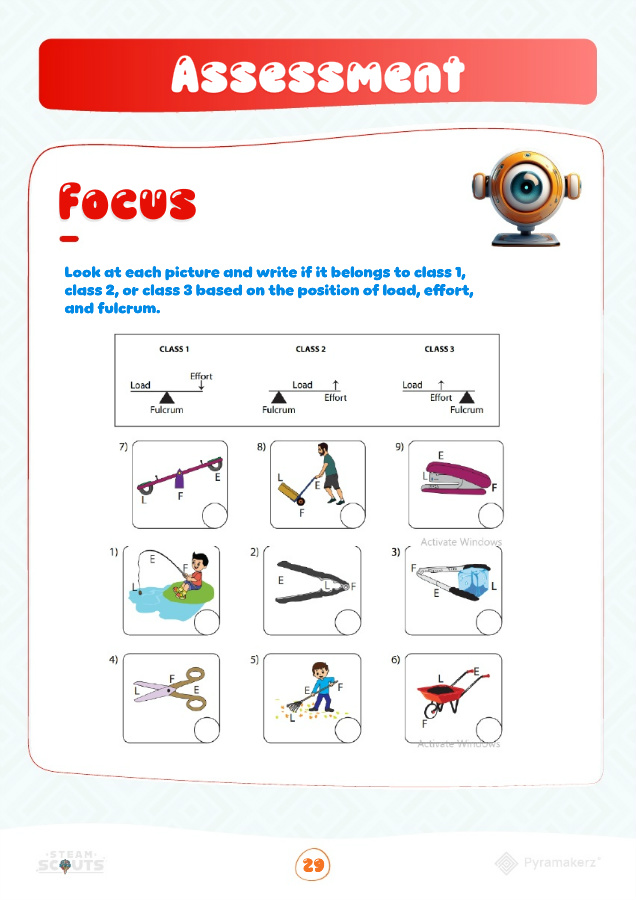 Assessment
Focus
Look at each picture and write if it belongs to class 1,
class 2, or class 3 based on the position of load, effort,
and fulcrum.
CLASS 1 CLASS 2 CLASS 3
Effort
Load Load Load
Effort Effort
Fulcrum Fulcrum Fulcrum
7) L F E
8) L E F
9) E L F
Activate Windows
1) E F L
2) E L F
3) F E L
4) L F E
5) E F L
6) L E F
Activate Windows
STEAM
SCOUTS
29
Pyramakerz